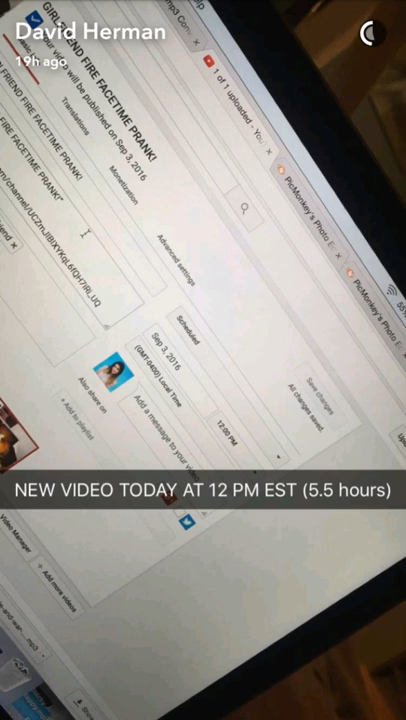 David Herman
19h ago
GIRLFRIEND FIRE FACETIME PRANK!
Your video will be published on Sep 3, 2016
Translations
Monetization
Advanced settings
FRIEND FIRE FACETIME PRANK!
FIRE FACETIME PRANK"
1 of 1 uploaded - You
PicMonkey's Photo E
PicMonkey's Photo E
Scheduled
Sep 3, 2016
12:00 PM
(GMT-0400) Local Time
Save changes
All changes saved.
Also share on
Add a message to your video
+ Add to playlist
NEW VIDEO TODAY AT 12 PM EST (5.5 hours)
Video Manager
+ Add more videos